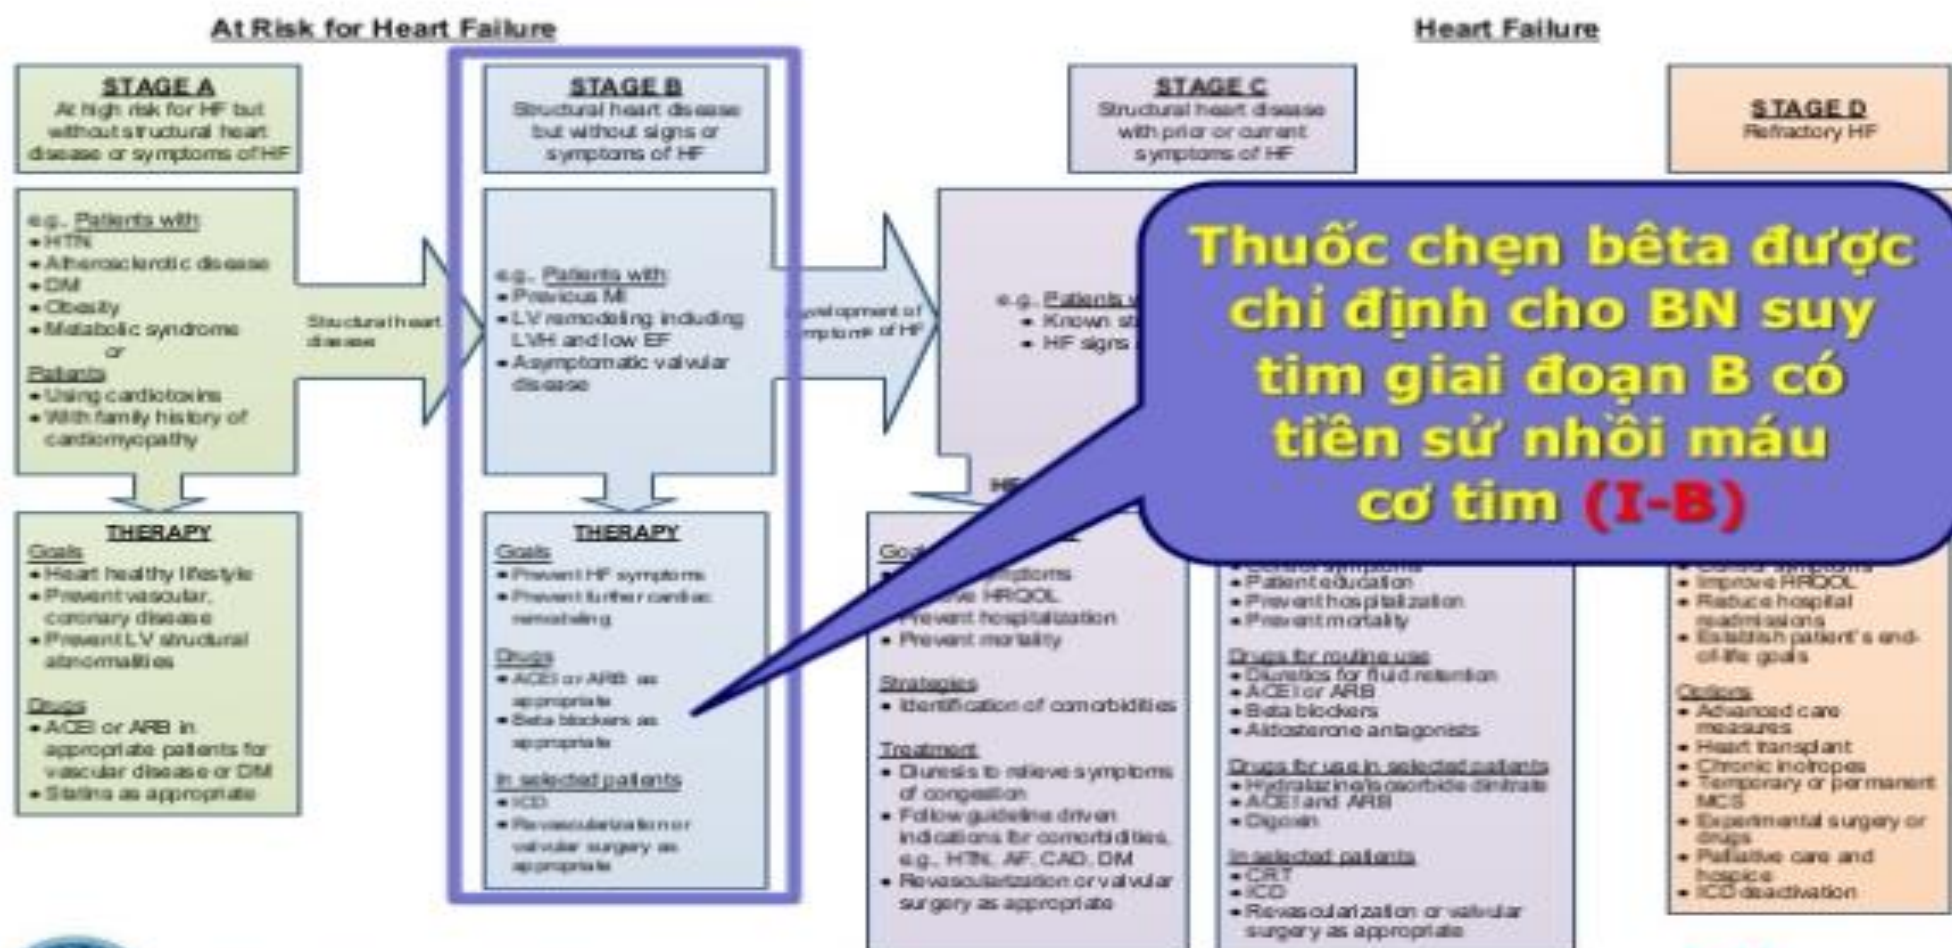 At Risk for Heart Failure
Heart Failure
STAGE A
At high risk for HF but
without structural heart
disease or symptoms of HF
STAGE B
Structural heart disease
but without signs or
symptoms of HF
STAGE C
Structural heart disease
with prior or current
symptoms of HF
STAGE D
Refractory HF
e.g., Patients with:
• HTN
• Atherosclerotic disease
• DM
• Obesity
• Metabolic syndrome
or
Patients
• Using cardiotoxins
• With family history of
cardiomyopathy
Structural heart
disease
e.g., Patients with:
• Previous MI
• LV remodeling including
LVH and low EF
• Asymptomatic valvular
disease
of HF
e.g., Patients
• Known
• HF signs
Thuốc chẹn bêta được
chỉ định cho BN suy
tim giai đoạn B có
tiền sử nhồi máu
cơ tim (I-B)
THERAPY
Goals
• Heart healthy lifestyle
• Prevent vascular,
coronary disease
• Prevent LV structural
abnormalities
Drugs
• ACEI or ARB in
appropriate patients for
vascular disease or DM
• Statins as appropriate
THERAPY
Goals
• Prevent HF symptoms
• Prevent further cardiac
remodeling
Drugs
• ACEI or ARB as
appropriate
• Beta blockers as
appropriate
In selected patients
• ICD
• Revascularization or
valvular surgery as
appropriate
HRQOL
hospitalization
• Prevent mortality
Strategies
• Identification of comorbidities
Treatment
• Diuresis to relieve symptoms
of congestion
• Follow guideline driven
indications for comorbidities,
e.g., HTN, AF, CAD, DM
• Revascularization or valvular
surgery as appropriate
• Control symptoms
• Patient education
• Prevent hospitalization
• Prevent mortality
Drugs for routine use
• Diuretics for fluid retention
• ACEI or ARB
• Beta blockers
• Aldosterone antagonists
Drugs for use in selected patients
• Hydralazine/isosorbide dinitrate
• ACEI and ARB
• Digoxin
In selected patients
• CRT
• ICD
• Revascularization or valvular
surgery as appropriate
• Control symptoms
• Improve HRQOL
• Reduce hospital
readmissions
• Establish patient's end-
of-life goals
Options
• Advanced care
measures
• Heart transplant
• Chronic inotropes
• Temporary or permanent
MCS
• Experimental surgery or
drugs
• Palliative care and
hospice
• ICD deactivation